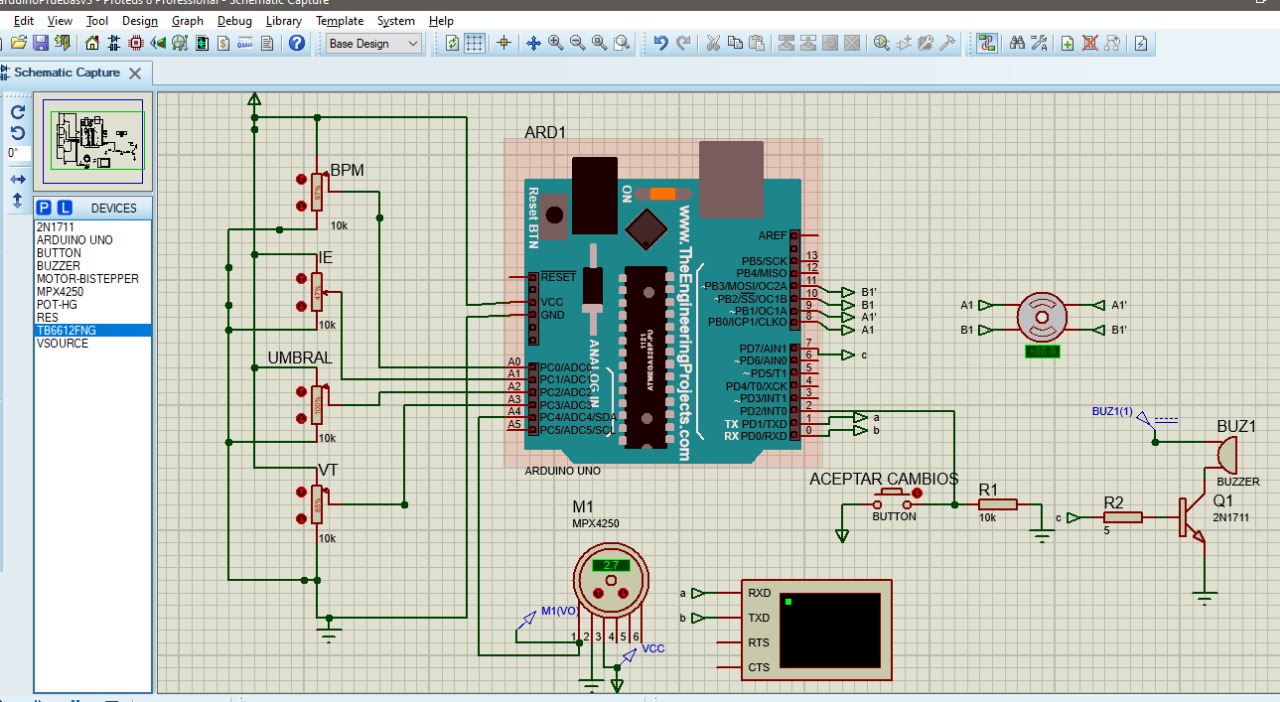 arduinoPruebasv3 - Proteus 8 Professional - Schematic Capture
Edit View Tool Design Graph Debug Library Template System Help
Base Design
Schematic Capture
0°
P L DEVICES
2N1711
ARDUINO UNO
BUTTON
BUZZER
MOTOR-BISTEPPER
MPX4250
POT-HG
RES
TB6612FNG
VSOURCE
BPM
97%
10k
IE
47%
10k
UMBRAL
100%
10k
VT
85%
10k
ARD1
Reset BTN
ON
www.TheEngineeringProjects.com
ANALOG IN
ATMEGA328P-PU
1121
RESET
VCC
GND
A0 PC0/ADC0
A1 PC1/ADC1
A2 PC2/ADC2
A3 PC3/ADC3
A4 PC4/ADC4/SDA
A5 PC5/ADC5/SCL
AREF
PB5/SCK 13
PB4/MISO 12
~PB3/MOSI/OC2A 11 B1'
~PB2/SS/OC1B 10 B1
~PB1/OC1A 9 A1'
PB0/ICP1/CLKO 8 A1
PD7/AIN1 7
~PD6/AIN0 6 c
~PD5/T1 5
PD4/T0/XCK 4
~PD3/INT1 3
PD2/INT0 2
TX PD1/TXD 1 a
RX PD0/RXD 0 b
ARDUINO UNO
A1 A1'
B1 B1'
BUZ1(1)
BUZ1
BUZZER
ACEPTAR CAMBIOS
BUTTON
R1
10k
c
R2
5
Q1
2N1711
M1
MPX4250
2.7
M1(VO)
1 2 3 4 5 6
VCC
a RXD
b TXD
RTS
CTS